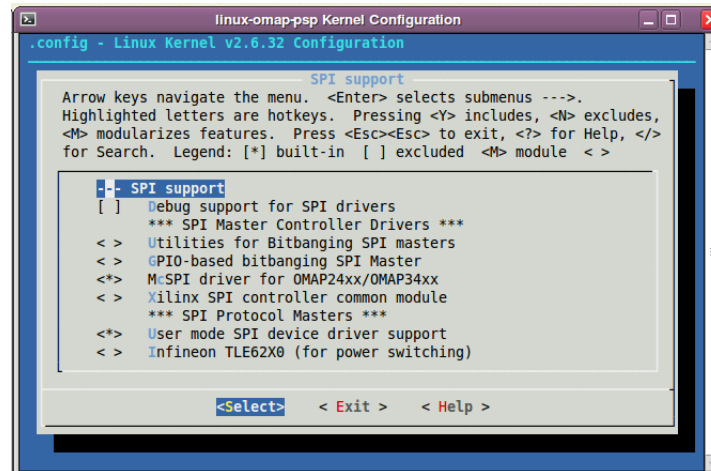 linux-omap-psp Kernel Configuration
.config - Linux Kernel v2.6.32 Configuration
SPI support
Arrow keys navigate the menu. <Enter> selects submenus --->.
Highlighted letters are hotkeys. Pressing <Y> includes, <N> excludes,
<M> modularizes features. Press <Esc><Esc> to exit, <?> for Help, </>
for Search. Legend: [*] built-in [ ] excluded <M> module < >
--- SPI support
[ ] Debug support for SPI drivers
*** SPI Master Controller Drivers ***
< > Utilities for Bitbanging SPI masters
< > GPIO-based bitbanging SPI Master
<*> McSPI driver for OMAP24xx/OMAP34xx
< > Xilinx SPI controller common module
*** SPI Protocol Masters ***
<*> User mode SPI device driver support
< > Infineon TLE62X0 (for power switching)
<Select> < Exit > < Help >